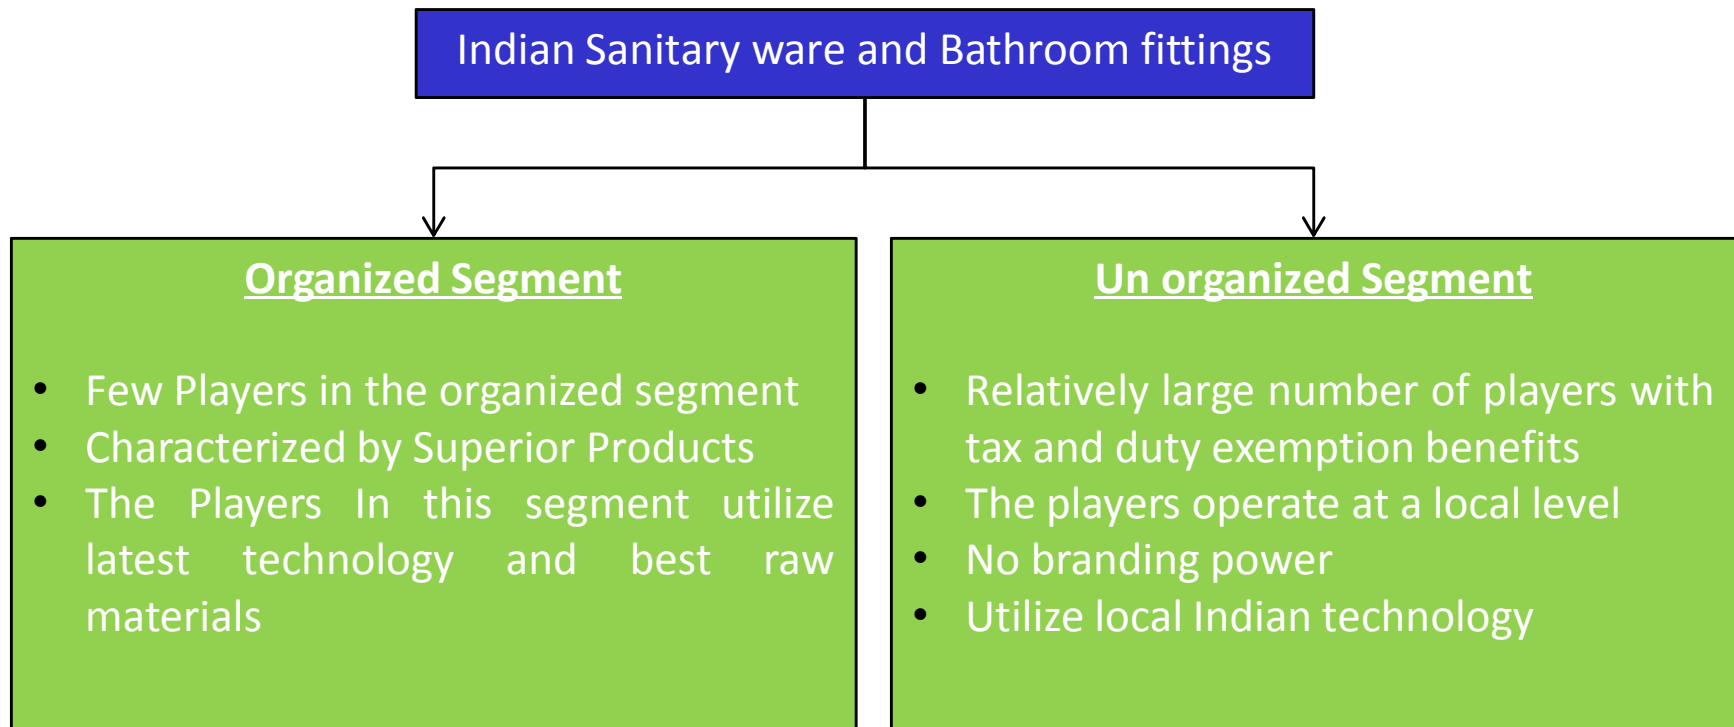 Indian Sanitary ware and Bathroom fittings
Organized Segment
• Few Players in the organized segment
• Characterized by Superior Products
• The Players In this segment utilize
latest technology and best raw
materials
Un organized Segment
• Relatively large number of players with
tax and duty exemption benefits
• The players operate at a local level
• No branding power
• Utilize local Indian technology